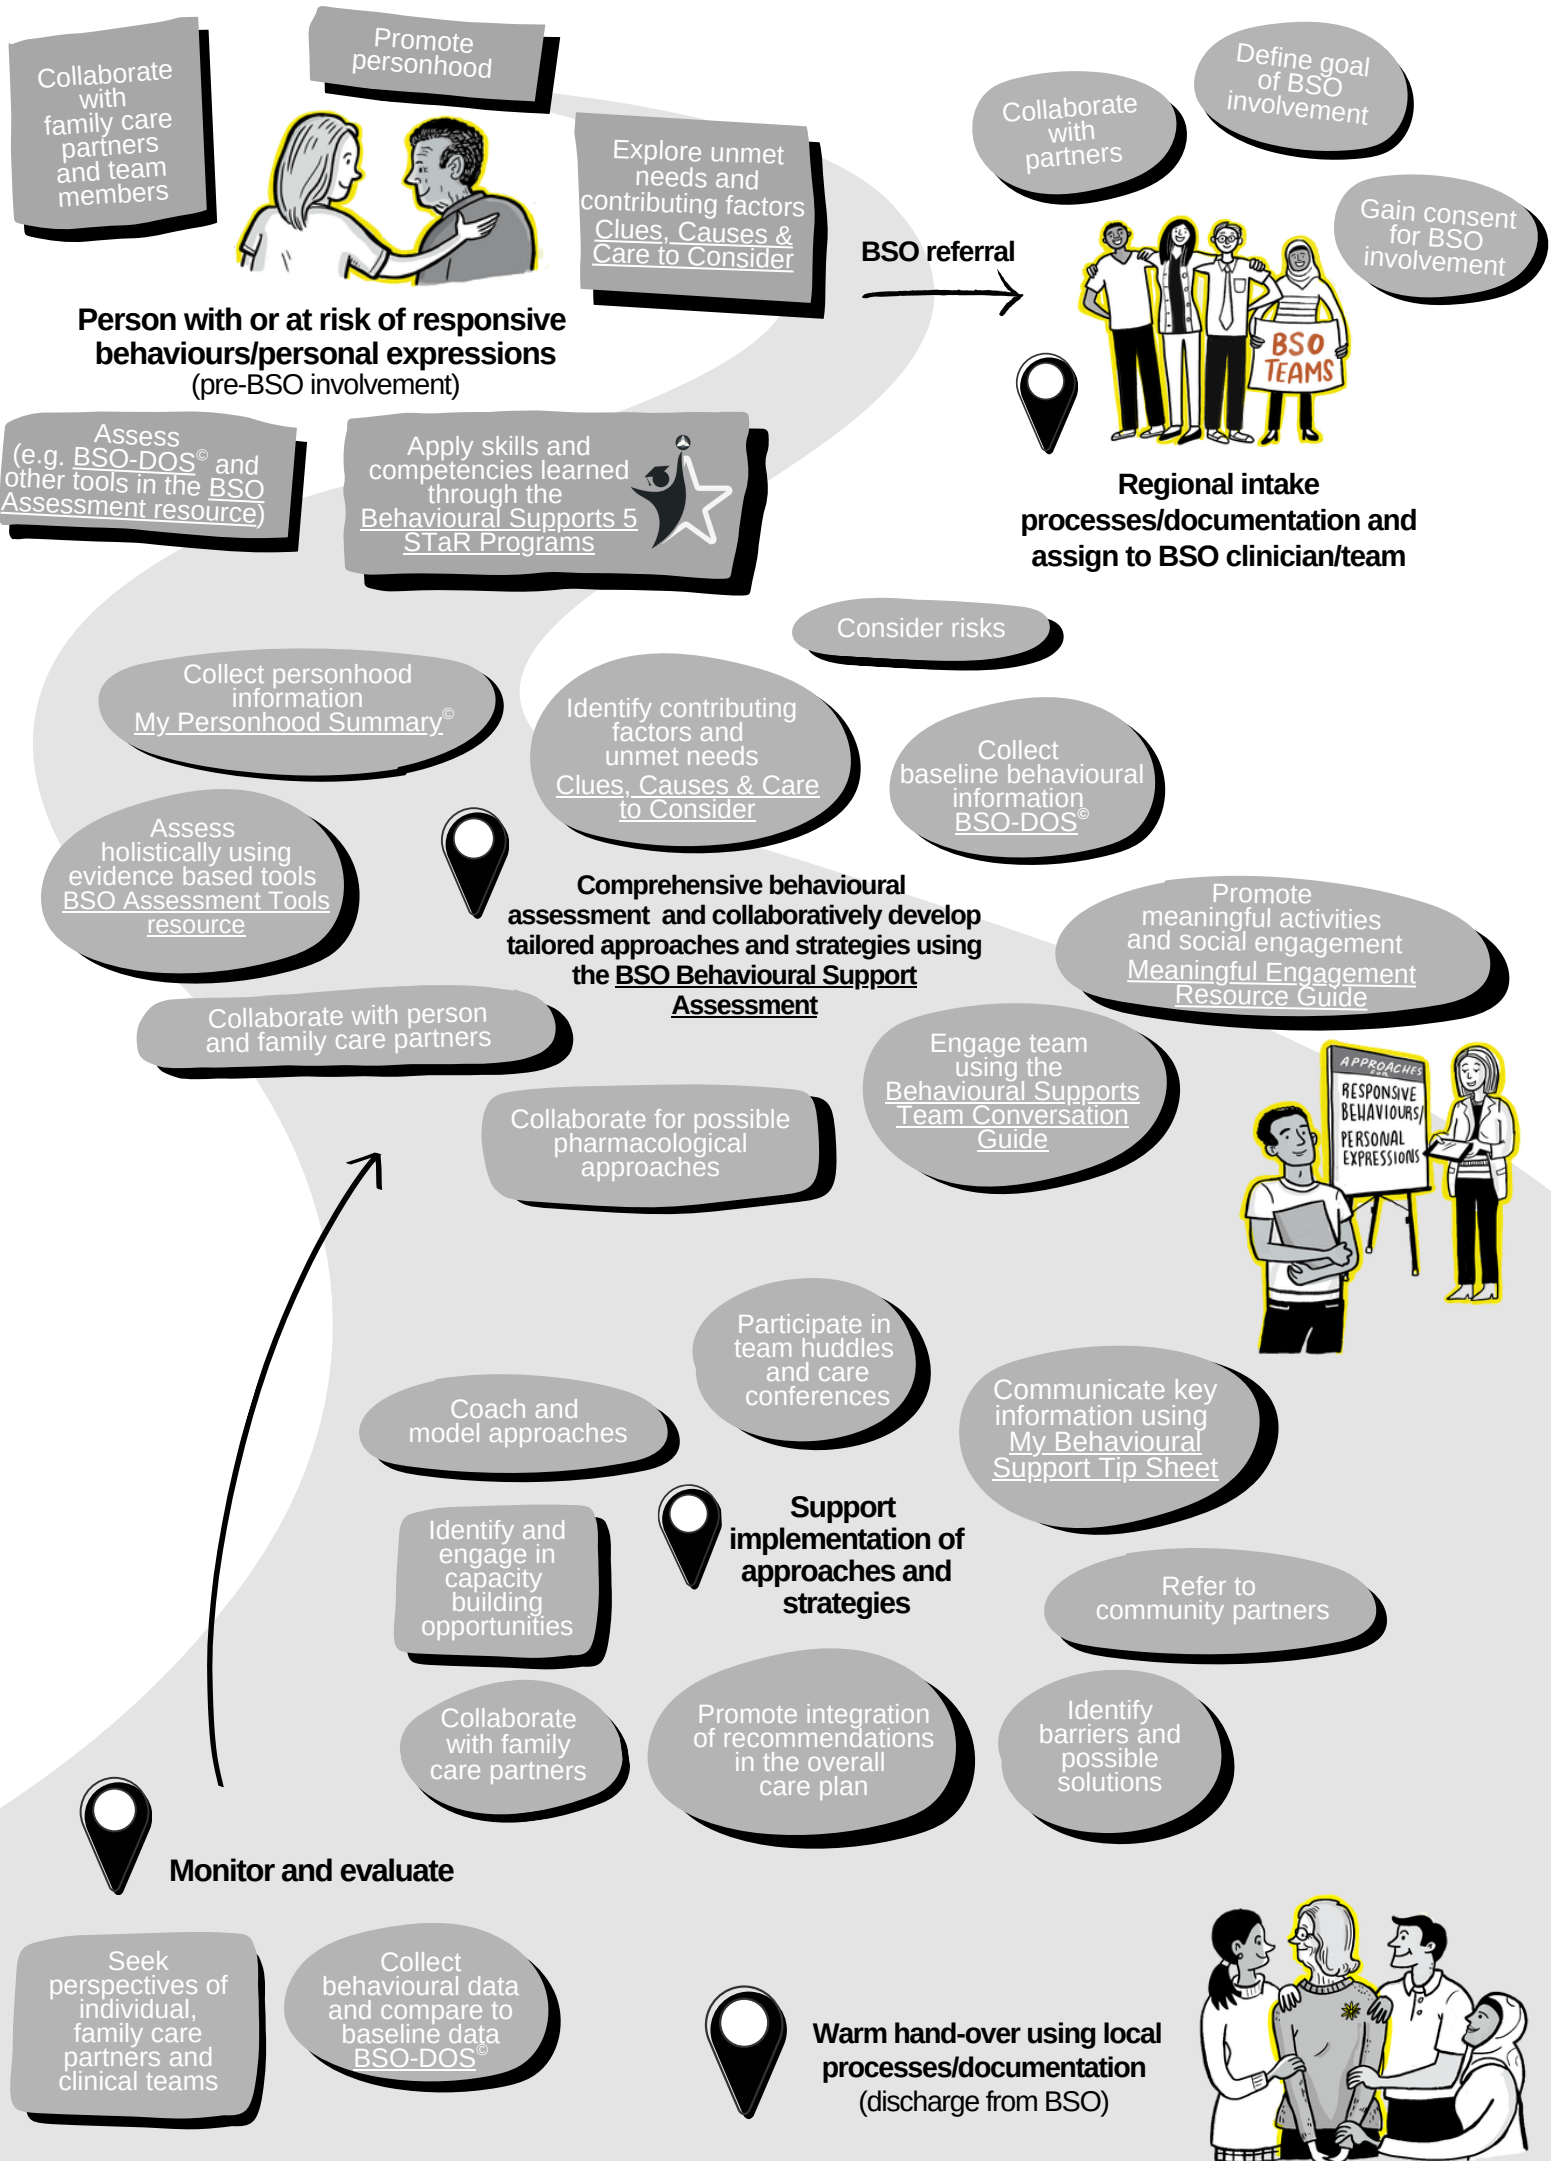 Collaborate
with
family care
partners
and team
members
Promote
personhood
Explore unmet
needs and
contributing factors
Clues, Causes &
Care to Consider
Person with or at risk of responsive
behaviours/personal expressions
(pre-BSO involvement)
Assess
(e.g. BSO-DOS© and
other tools in the BSO
Assessment resource)
Apply skills and
competencies learned
through the
Behavioural Supports 5
STaR Programs
BSO referral
Collaborate
with
partners
Define goal
of BSO
involvement
Gain consent
for BSO
involvement
BSO
TEAMS
Regional intake
processes/documentation and
assign to BSO clinician/team
Consider risks
Collect personhood
information
My Personhood Summary©
Identify contributing
factors and
unmet needs
Clues, Causes & Care
to Consider
Collect
baseline behavioural
information
BSO-DOS©
Assess
holistically using
evidence based tools
BSO Assessment Tools
resource
Comprehensive behavioural
assessment and collaboratively develop
tailored approaches and strategies using
the BSO Behavioural Support
Assessment
Promote
meaningful activities
and social engagement
Meaningful Engagement
Resource Guide
Collaborate with person
and family care partners
Collaborate for possible
pharmacological
approaches
Engage team
using the
Behavioural Supports
Team Conversation
Guide
APPROACHES
FOR
RESPONSIVE
BEHAVIOURS/
PERSONAL
EXPRESSIONS
Participate in
team huddles
and care
conferences
Coach and
model approaches
Communicate key
information using
My Behavioural
Support Tip Sheet
Support
implementation of
approaches and
strategies
Identify and
engage in
capacity
building
opportunities
Refer to
community partners
Collaborate
with family
care partners
Promote integration
of recommendations
in the overall
care plan
Identify
barriers and
possible
solutions
Monitor and evaluate
Seek
perspectives of
individual,
family care
partners and
clinical teams
Collect
behavioural data
and compare to
baseline data
BSO-DOS©
Warm hand-over using local
processes/documentation
(discharge from BSO)